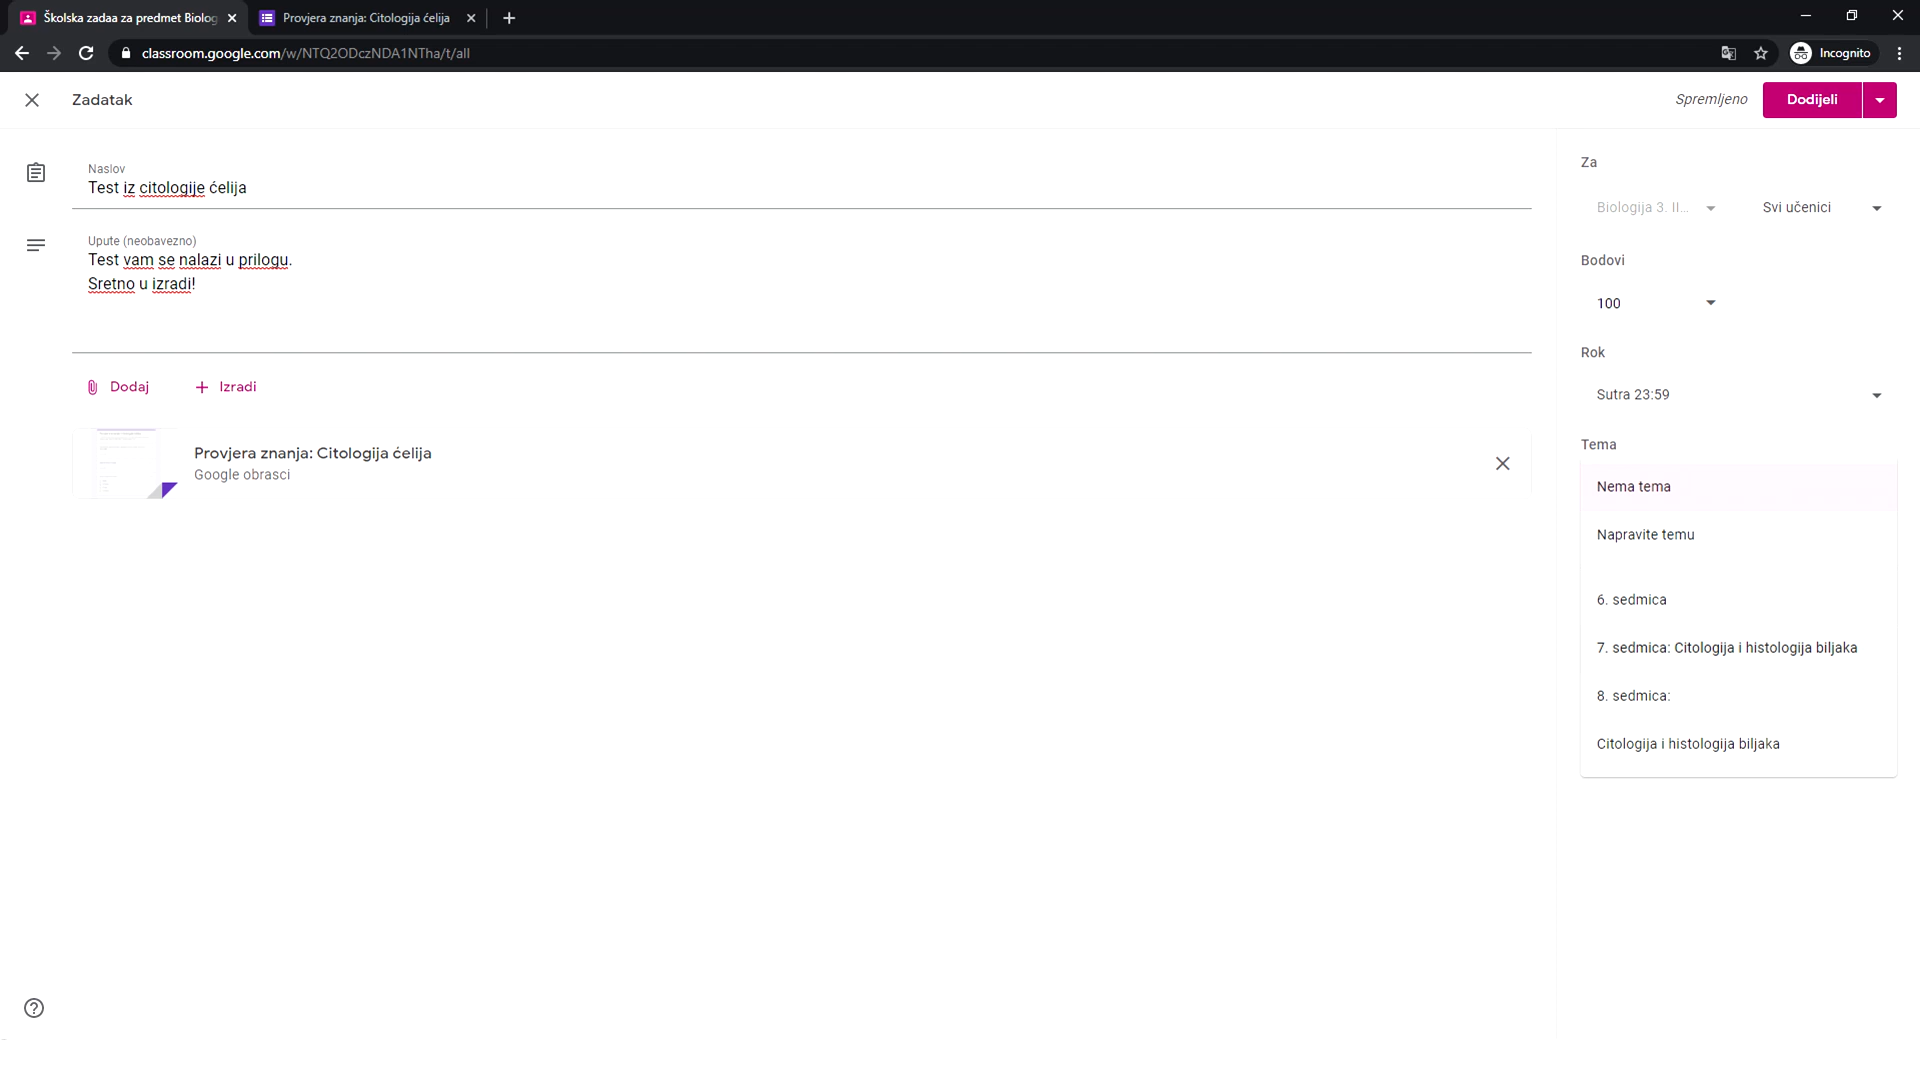 Školska zadaa za predmet Biolog
Provjera znanja: Citologija ćelija
classroom.google.com/w/NTQ2ODczNDA1NTha/t/all
Incognito
Zadatak
Spremljeno
Dodijeli
Naslov
Test iz citologije ćelija
Upute (neobavezno)
Test vam se nalazi u prilogu.
Sretno u izradi!
Dodaj
Izradi
Provjera znanja: Citologija ćelija
Google obrasci
Za
Biologija 3. II...
Svi učenici
Bodovi
100
Rok
Sutra 23:59
Tema
Nema tema
Napravite temu
6. sedmica
7. sedmica: Citologija i histologija biljaka
8. sedmica:
Citologija i histologija biljaka